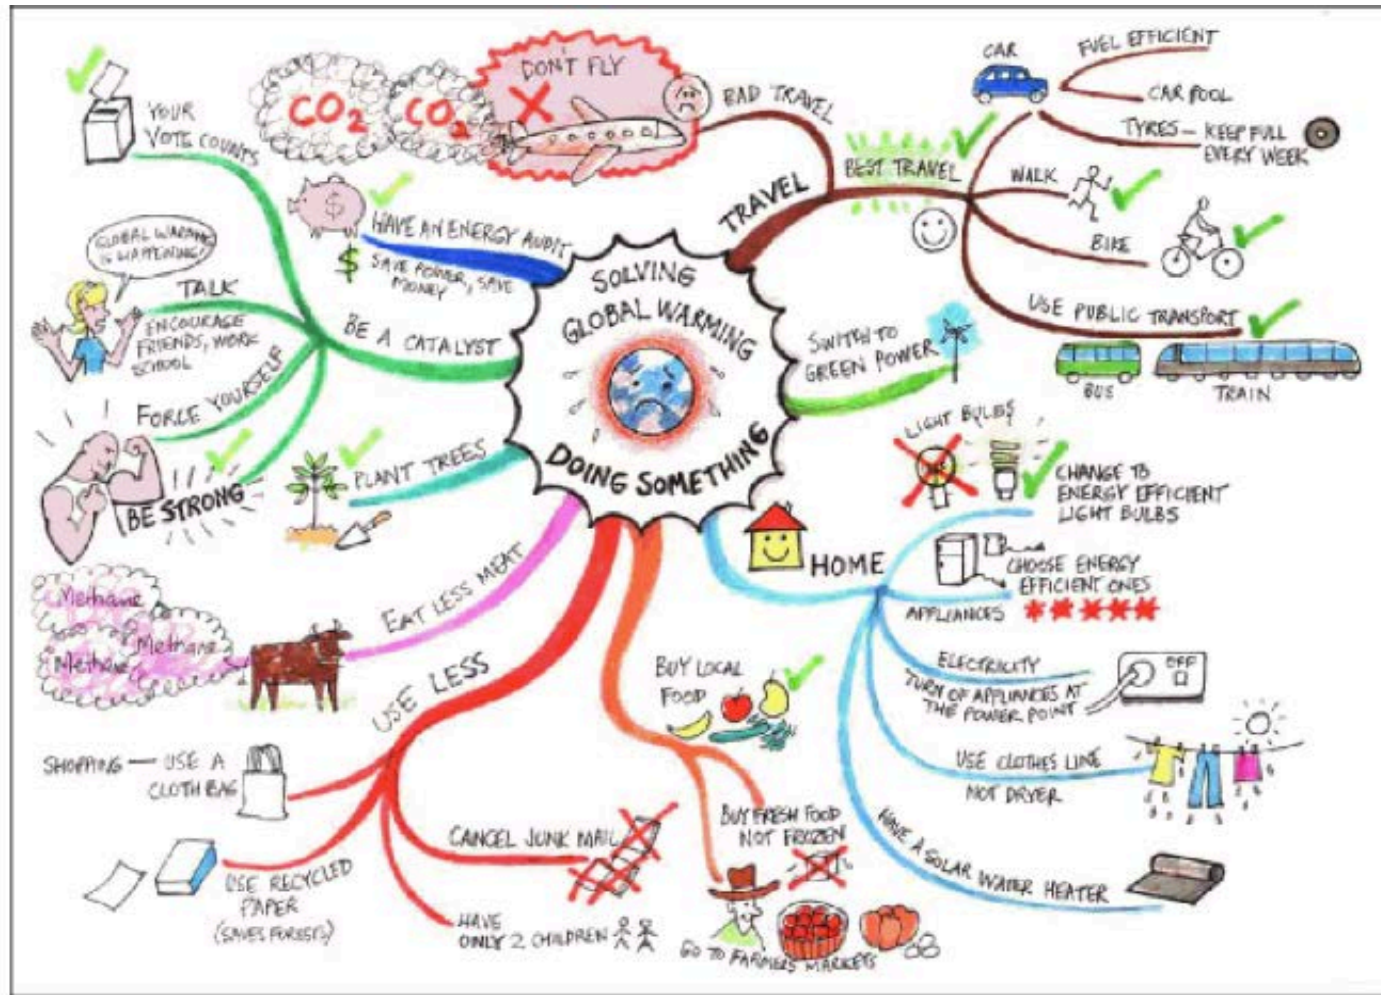 SOLVING
GLOBAL WARMING
DOING SOMETHING
TRAVEL
BAD TRAVEL
DON'T FLY
CO2
CO2
BEST TRAVEL
CAR
FUEL EFFICIENT
CAR POOL
TYRES - KEEP FULL
EVERY WEEK
WALK
BIKE
USE PUBLIC TRANSPORT
BUS
TRAIN
SWITCH TO
GREEN POWER
HOME
LIGHT BULBS
CHANGE TO
ENERGY EFFICIENT
LIGHT BULBS
APPLIANCES
CHOOSE ENERGY
EFFICIENT ONES
ELECTRICITY
TURN OF APPLIANCES AT
THE POWER POINT
OFF
USE CLOTHES LINE
NOT DRYER
HAVE A SOLAR WATER HEATER
BUY LOCAL
FOOD
BUY FRESH FOOD
NOT FROZEN
GO TO FARMERS MARKETS
USE LESS
SHOPPING — USE A
CLOTH BAG
USE RECYCLED
PAPER
(SAVES FORESTS)
CANCEL JUNK MAIL
HAVE
ONLY 2 CHILDREN
EAT LESS MEAT
Methane
Methane
Methane
PLANT TREES
BE A CATALYST
YOUR
VOTE COUNTS
TALK
ENCOURAGE
FRIENDS, WORK
SCHOOL
GLOBAL WARMING
IS HAPPENING!
FORCE YOURSELF
BE STRONG
HAVE AN ENERGY AUDIT
SAVE POWER, SAVE
MONEY
$
$